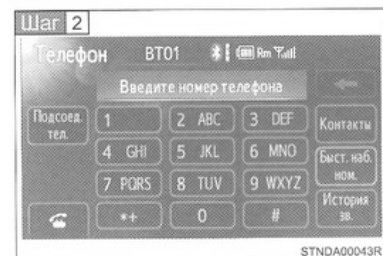 Шаг 2
Телефон BT01 Rm
Введите номер телефона
Подсоед. тел.
1
2 ABC
3 DEF
Контакты
4 GHI
5 JKL
6 MNO
Быст. наб. ном.
7 PQRS
8 TUV
9 WXYZ
История зв.
*+
0
#
STNDA00043R